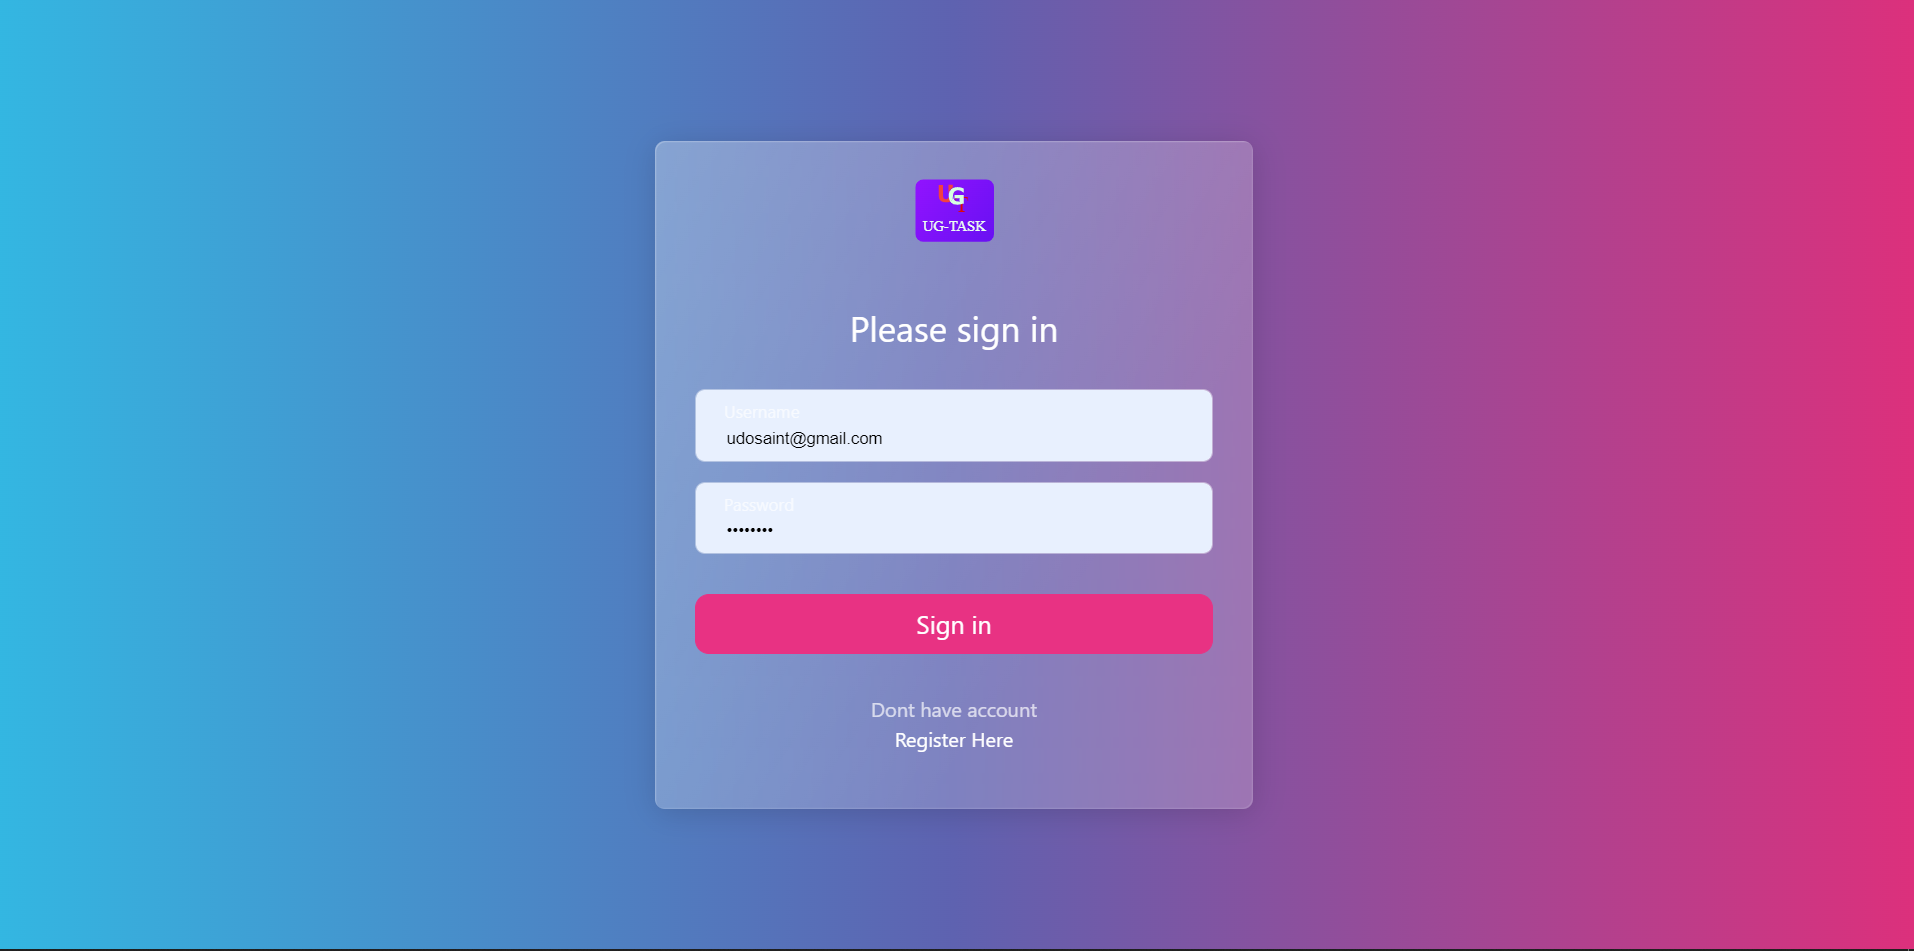 UG
UG-TASK
Please sign in
Username
udosaint@gmail.com
Password
••••••••
Sign in
Dont have account
Register Here